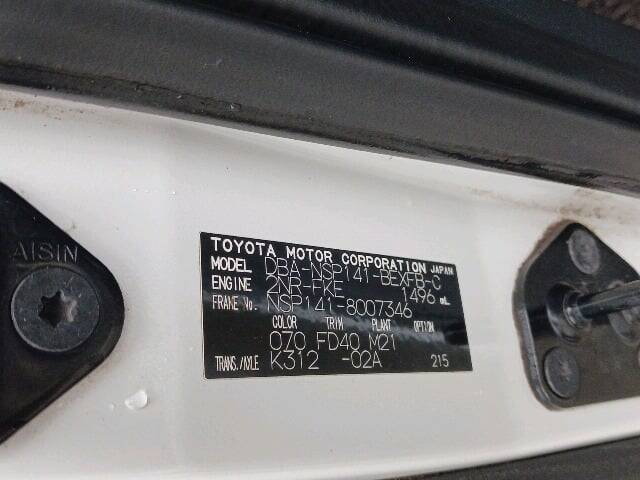 AISIN
TOYOTA MOTOR CORPORATION JAPAN
MODEL DBA-NSP141-BEXFB-C
ENGINE 2NR-FKE 1496 mL
FRANE No. NSP141-8007346
COLOR TRIM PLANT OPTION
070 FD40 M21
TRANS./AXLE K312 -02A 215